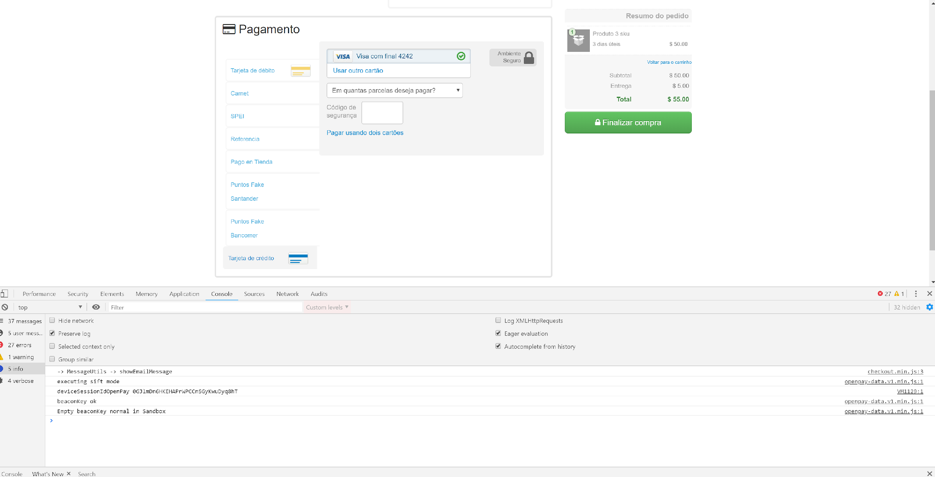 Pagamento
Tarjeta de débito
Carnet
SPEI
Referencia
Pago en Tienda
Puntos Fake
Santander
Puntos Fake
Bancomer
Tarjeta de crédito
VISA Visa com final 4242
Usar outro cartão
Ambiente
Seguro
Em quantas parcelas deseja pagar?
Código de
segurança
Pagar usando dois cartões
Resumo do pedido
1
Produto 3 sku
3 dias úteis $ 50.00
Voltar para o carrinho
Subtotal $ 50.00
Entrega $ 5.00
Total $ 55.00
Finalizar compra
Performance Security Elements Memory Application Console Sources Network Audits 27 1
top Filter Custom levels 32 hidden
37 messages
5 user mess...
27 errors
1 warning
5 info
4 verbose
Hide network
Preserve log
Selected context only
Group similar
Log XMLHttpRequests
Eager evaluation
Autocomplete from history
-> MessageUtils -> showEmailMessage checkout.min.js:3
executing sift mode openpay-data.v1.min.js:1
deviceSessionIdOpenPay
beaconKey ok openpay-data.v1.min.js:1
Empty beaconKey normal in Sandbox openpay-data.v1.min.js:1
Console What's New Search